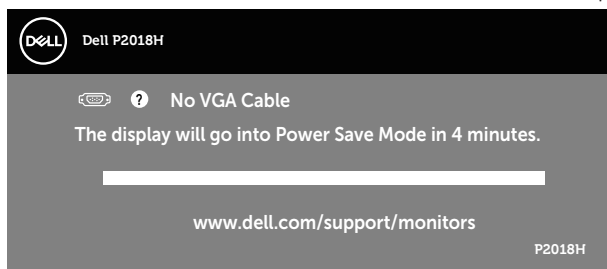 DELL
Dell P2018H
? No VGA Cable
The display will go into Power Save Mode in 4 minutes.
www.dell.com/support/monitors
P2018H